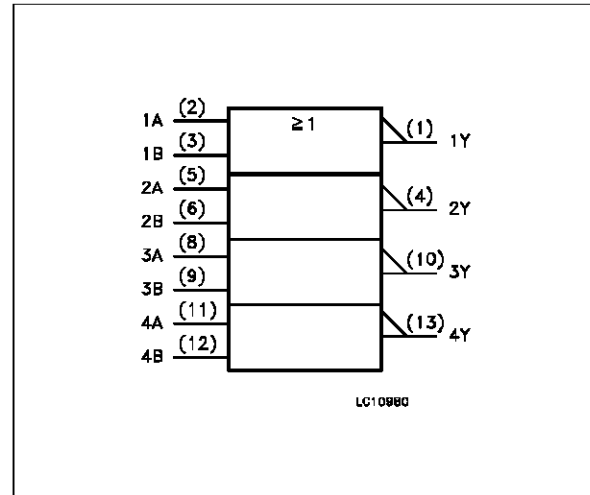 1A (2) ≥1 (1) 1Y
1B (3)
2A (5) (4) 2Y
2B (6)
3A (8) (10) 3Y
3B (9)
4A (11) (13) 4Y
4B (12)
LC10980